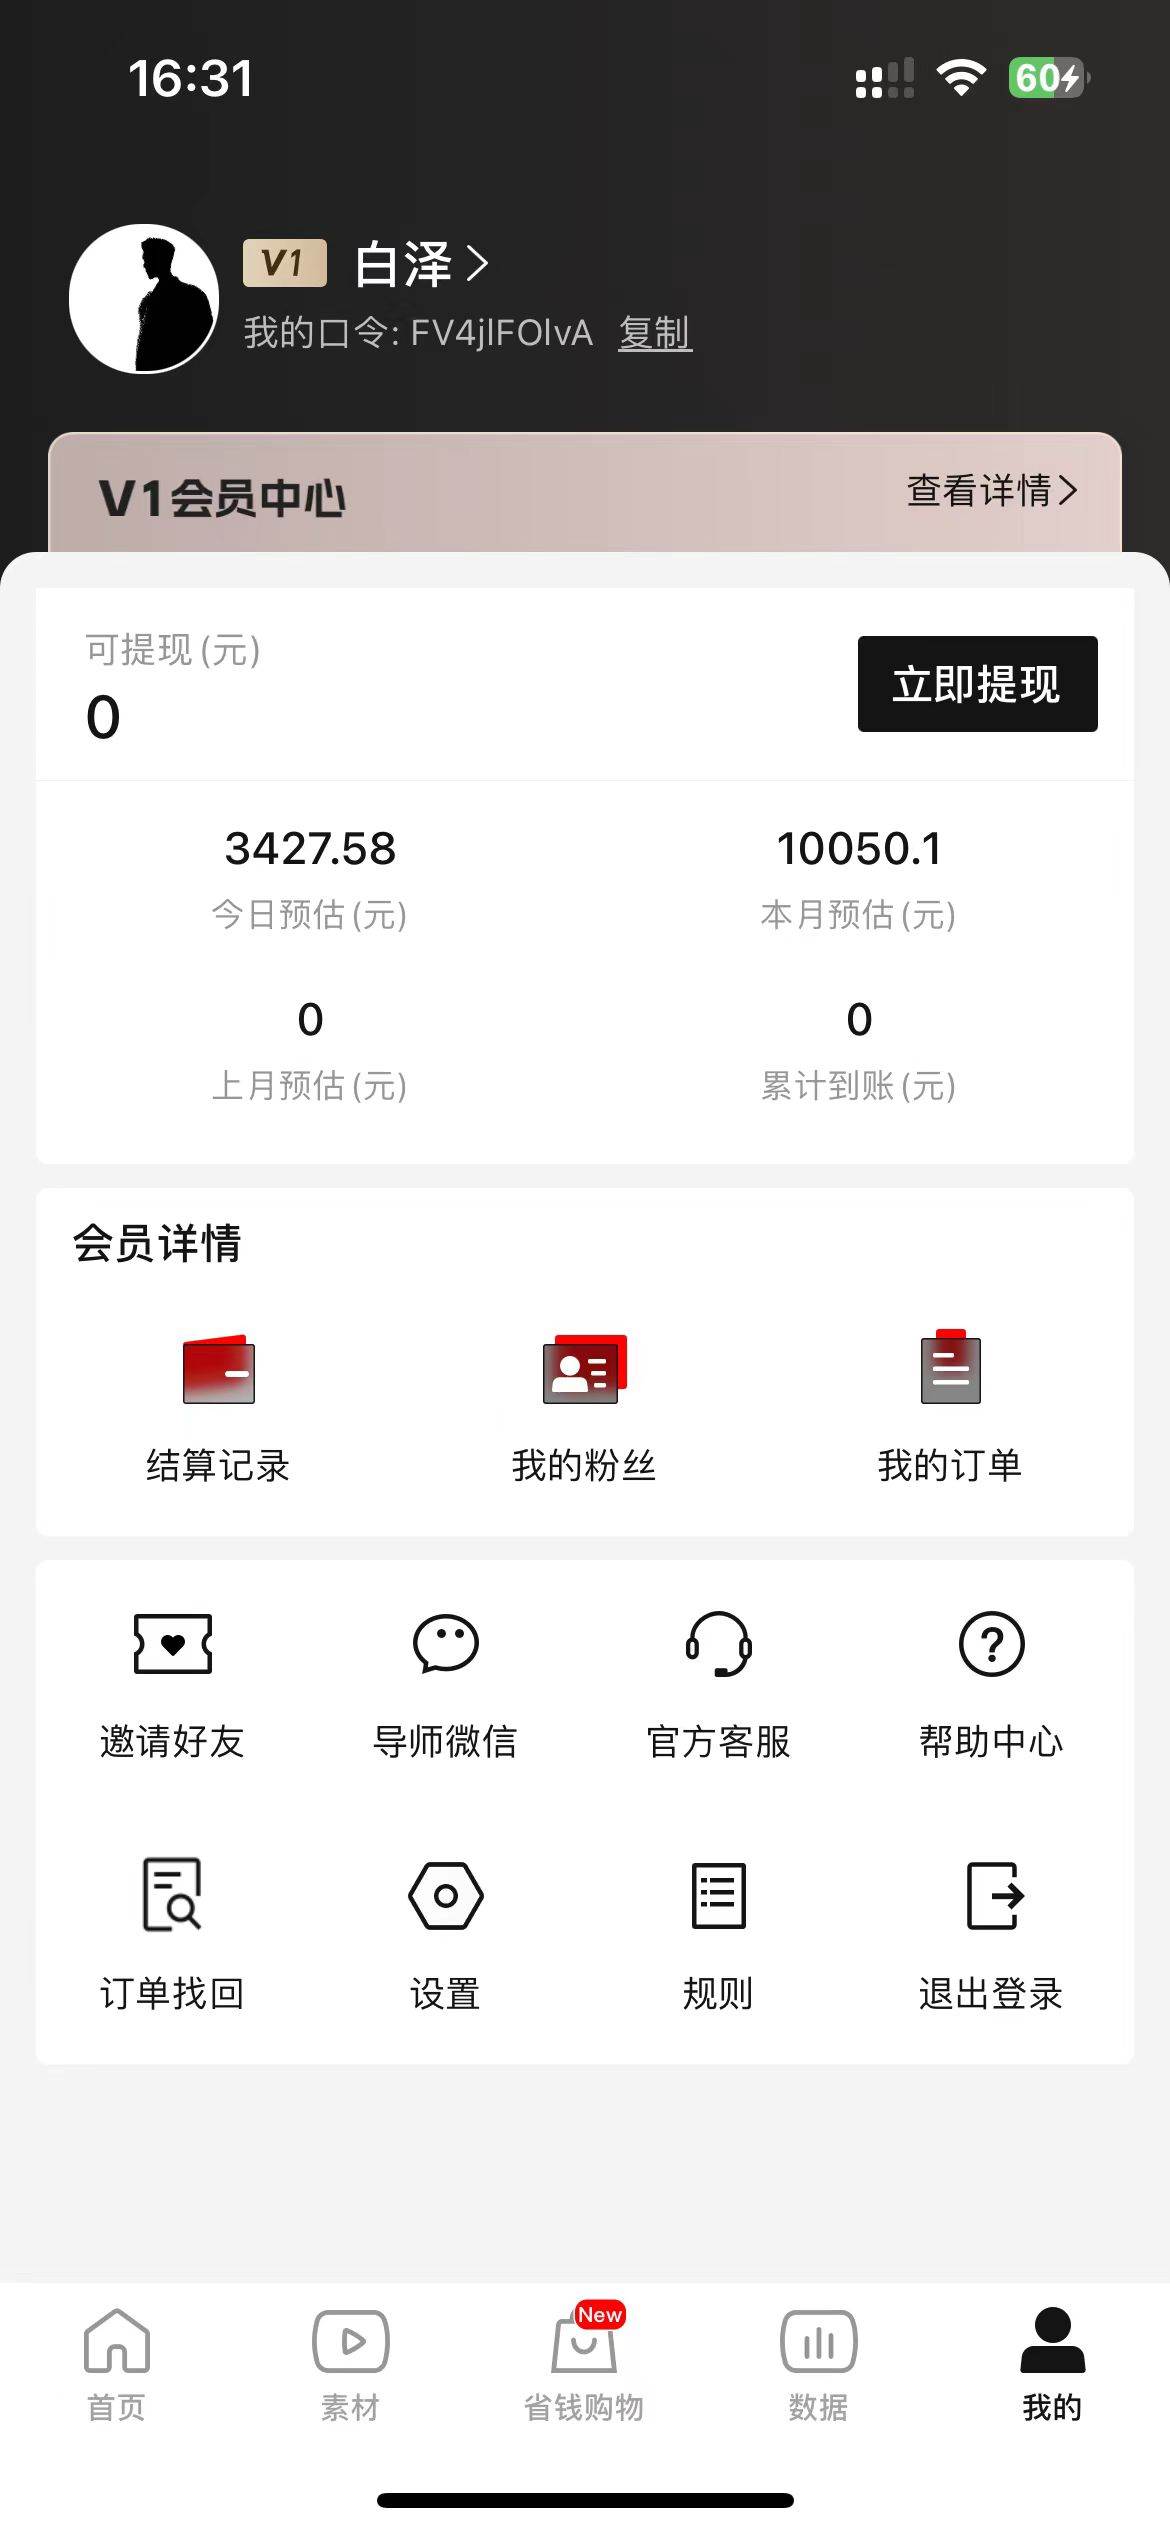 16:31
60
V1 白泽
我的口令: FV4jlFOlvA 复制
V1会员中心
查看详情
可提现(元)
0
立即提现
3427.58
10050.1
今日预估(元)
本月预估(元)
0
0
上月预估(元)
累计到账(元)
会员详情
结算记录
我的粉丝
我的订单
邀请好友
导师微信
官方客服
帮助中心
订单找回
设置
规则
退出登录
New
首页
素材
省钱购物
数据
我的